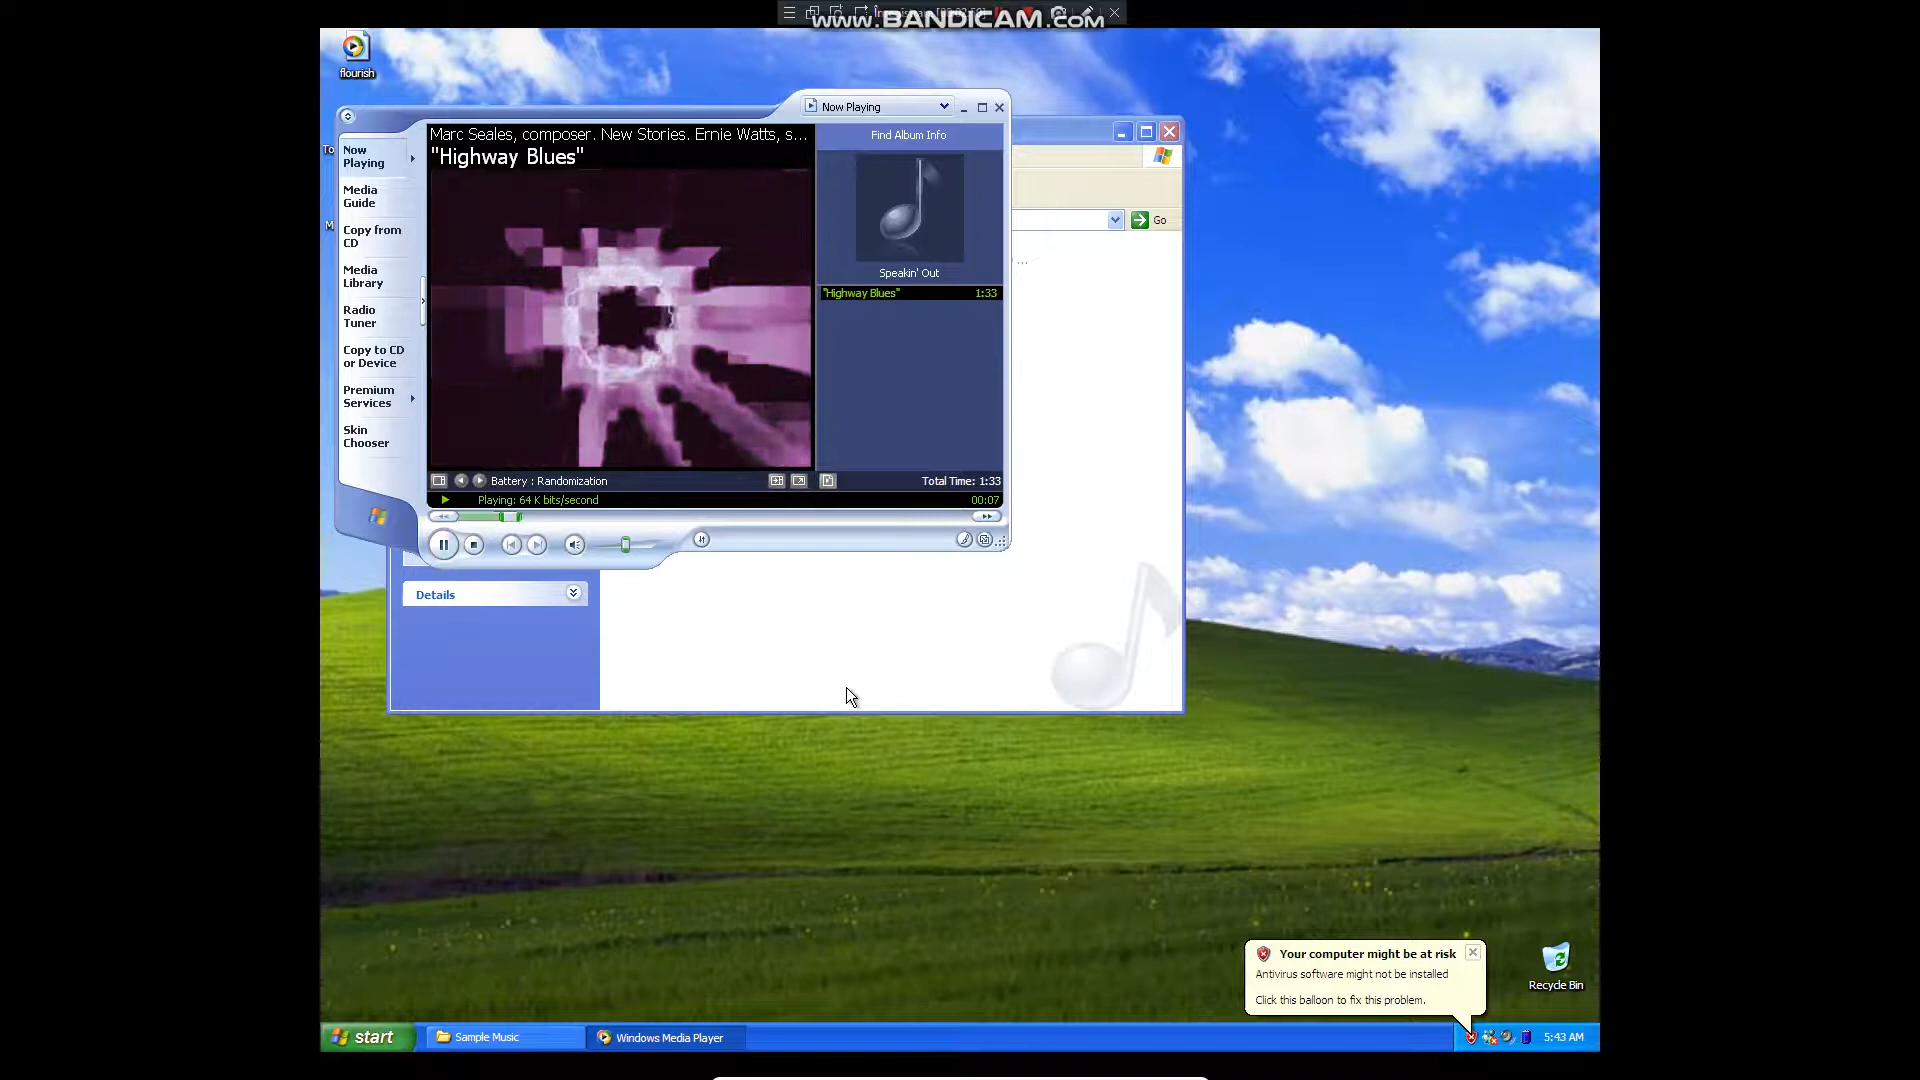 www.BANDICAM.com
flourish
Now Playing
Marc Seales, composer. New Stories. Ernie Watts, s...
"Highway Blues"
Find Album Info
Now
Playing
Media
Guide
Copy from
CD
Media
Library
Radio
Tuner
Copy to CD
or Device
Premium
Services
Skin
Chooser
Speakin' Out
"Highway Blues" 1:33
Go
Battery : Randomization
Total Time: 1:33
Playing: 64 K bits/second
00:07
Details
Your computer might be at risk
Antivirus software might not be installed
Click this balloon to fix this problem.
Recycle Bin
start
Sample Music
Windows Media Player
5:43 AM